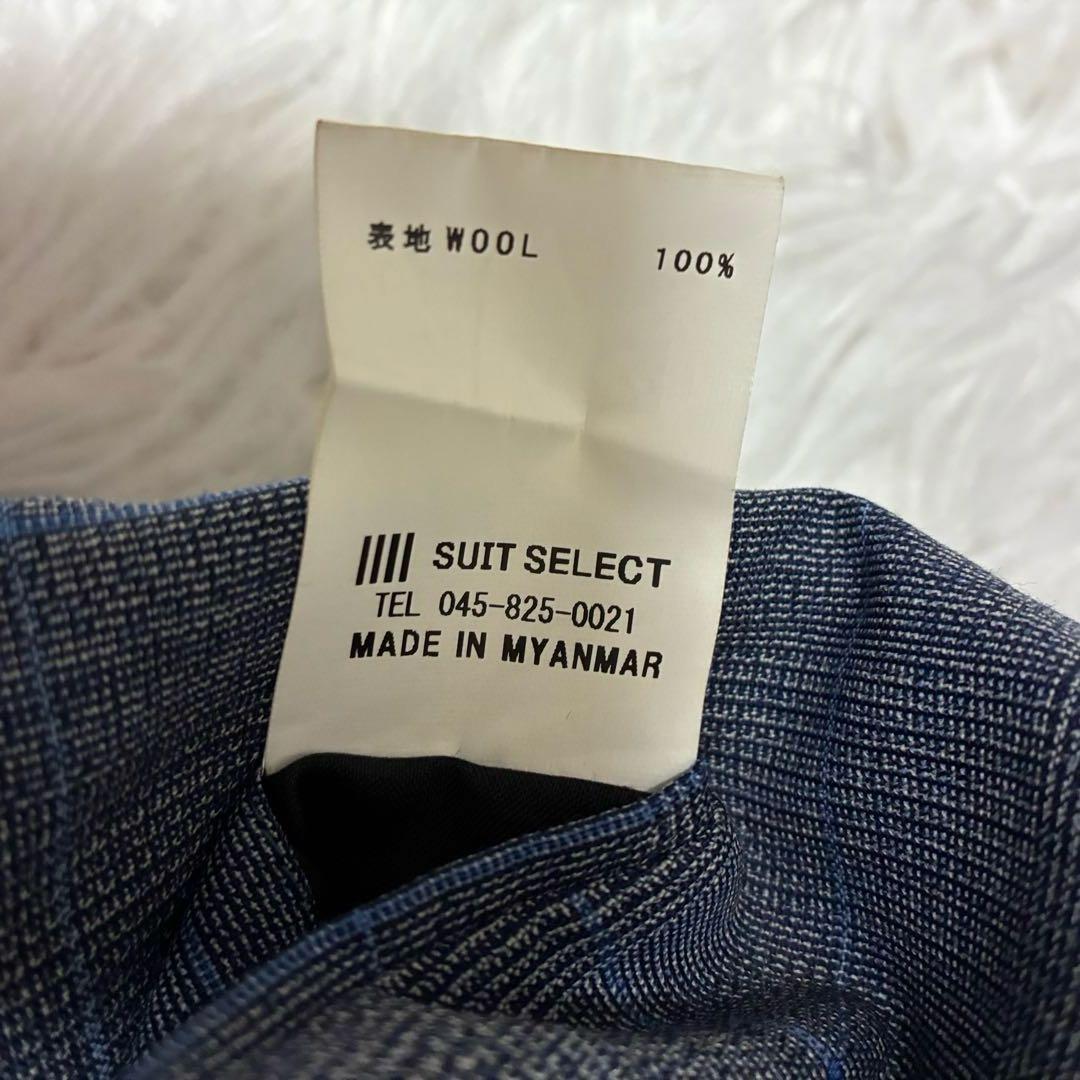 表地 WOOL 100%
SUIT SELECT
TEL 045-825-0021
MADE IN MYANMAR